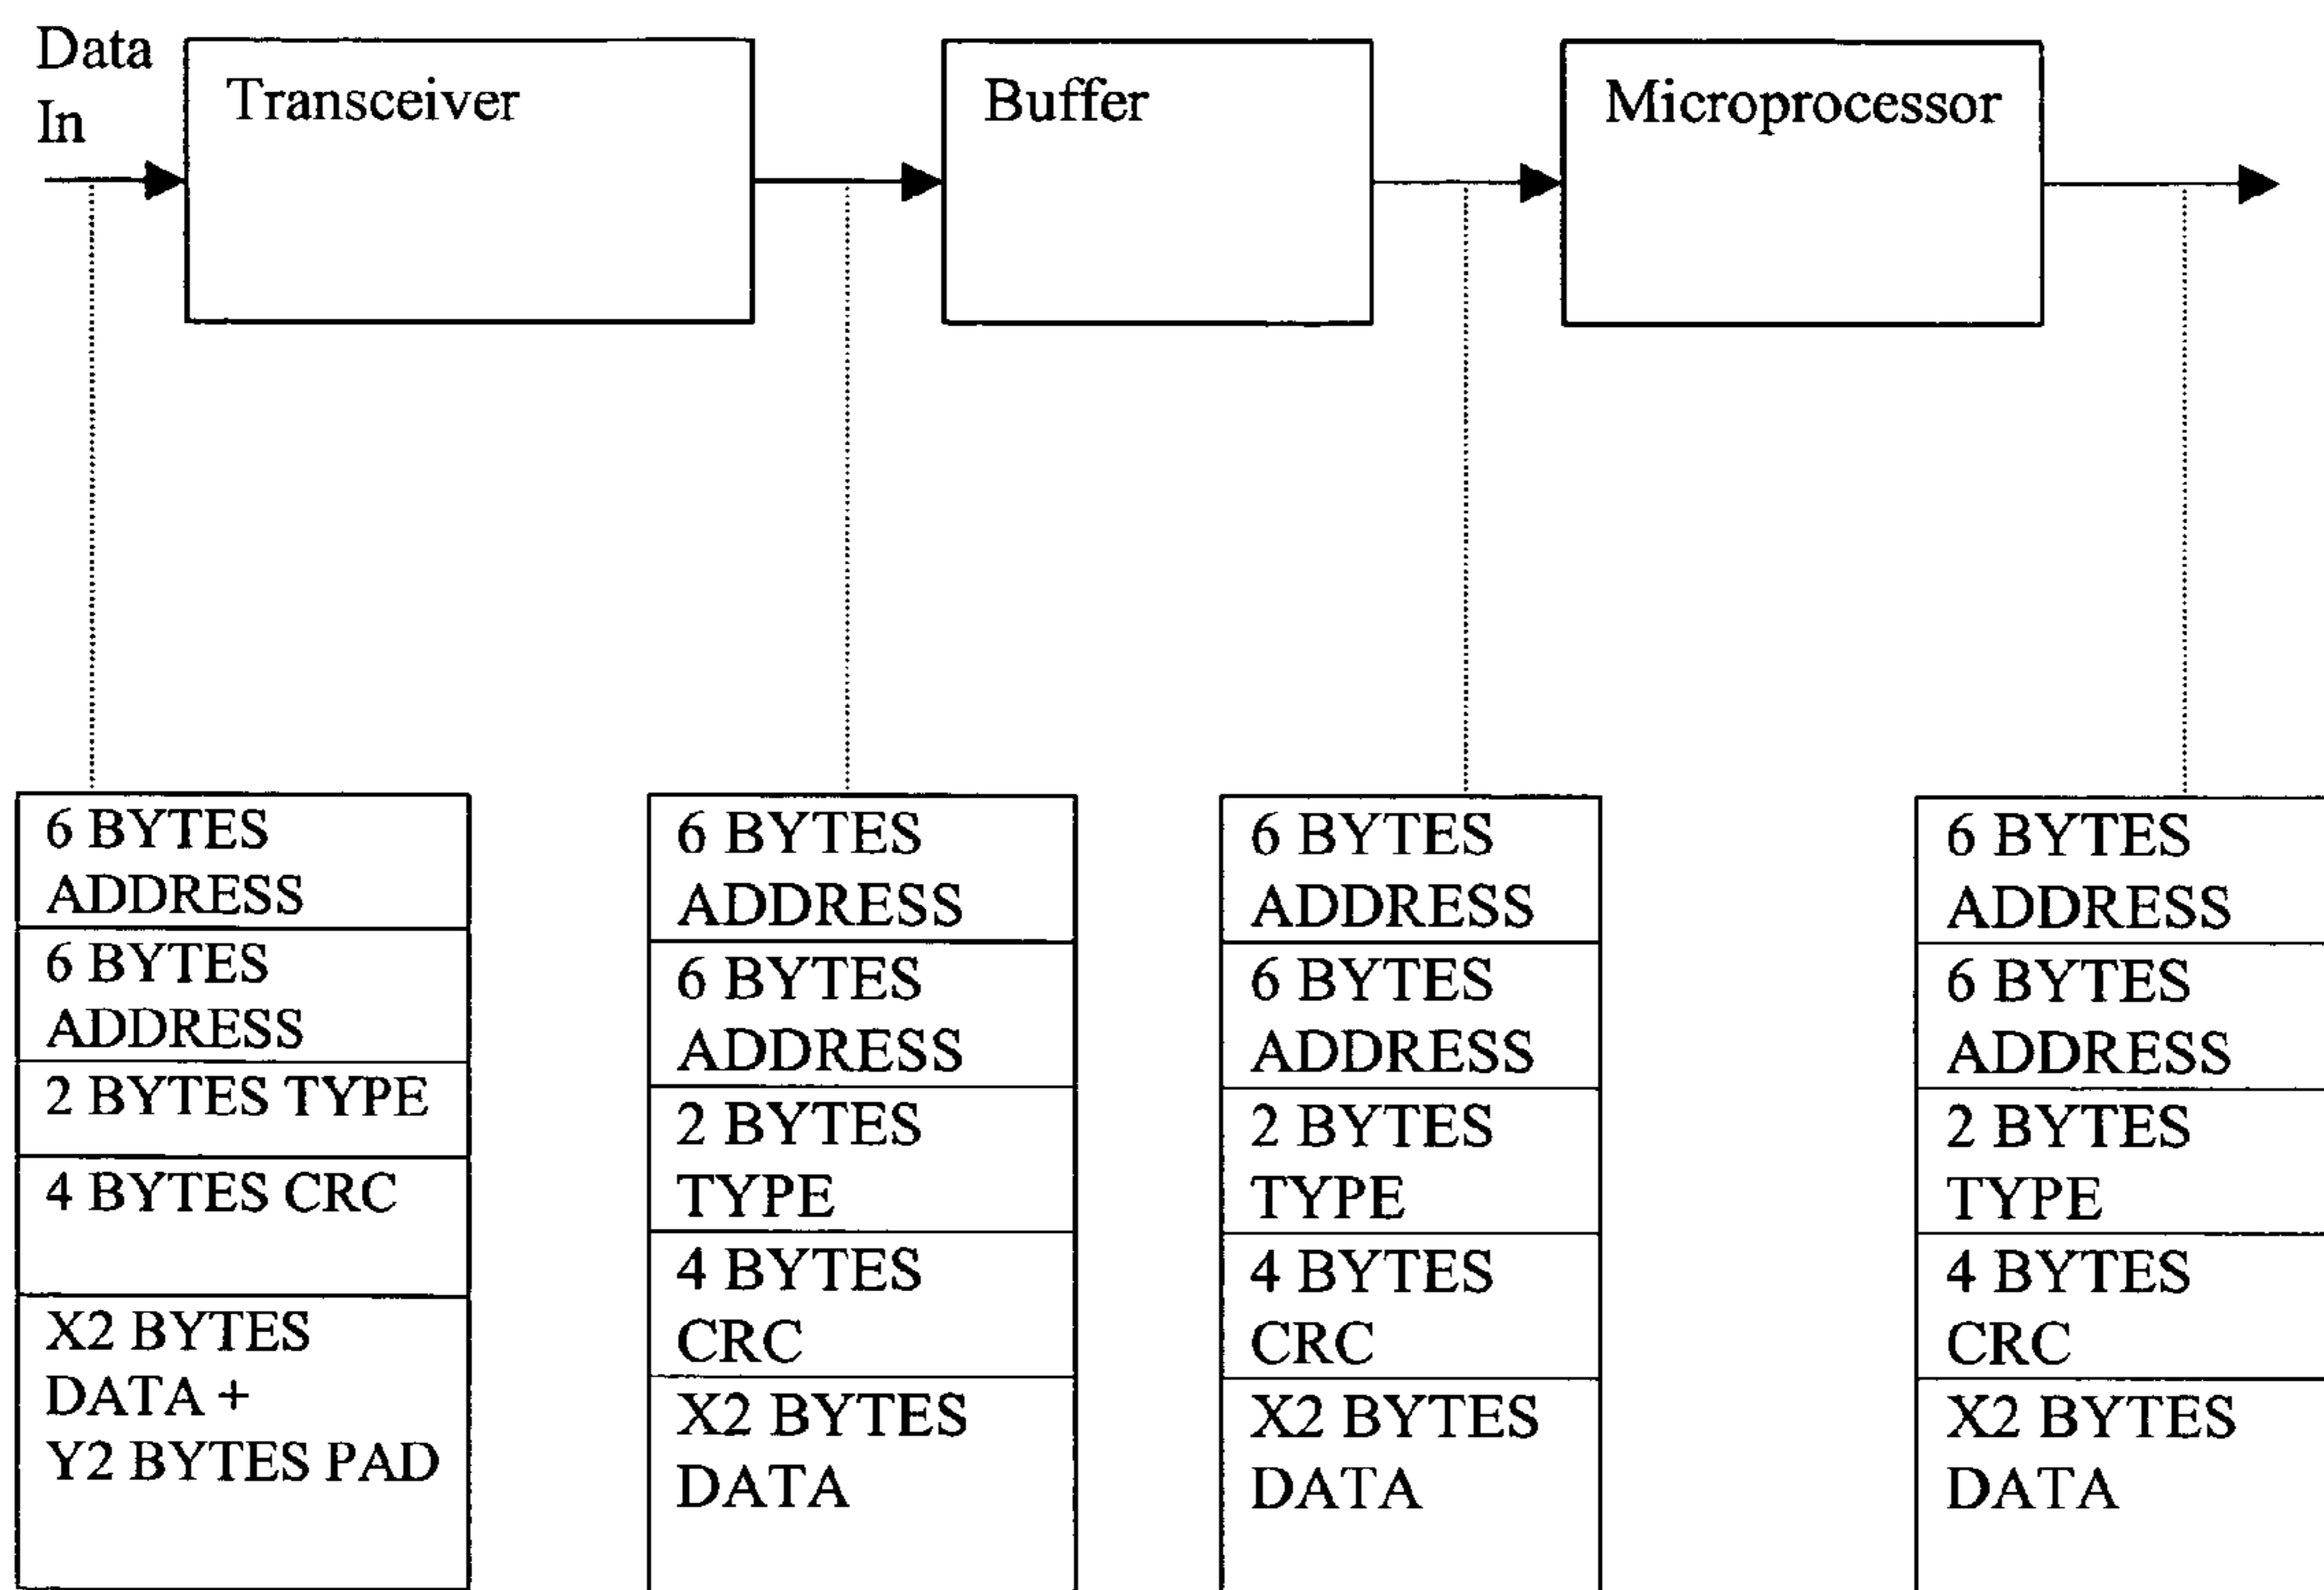 Data
In
Transceiver
Buffer
Microprocessor
6 BYTES
ADDRESS
6 BYTES
ADDRESS
2 BYTES TYPE
4 BYTES CRC
X2 BYTES
DATA +
Y2 BYTES PAD
6 BYTES
ADDRESS
6 BYTES
ADDRESS
2 BYTES
TYPE
4 BYTES
CRC
X2 BYTES
DATA
6 BYTES
ADDRESS
6 BYTES
ADDRESS
2 BYTES
TYPE
4 BYTES
CRC
X2 BYTES
DATA
6 BYTES
ADDRESS
6 BYTES
ADDRESS
2 BYTES
TYPE
4 BYTES
CRC
X2 BYTES
DATA